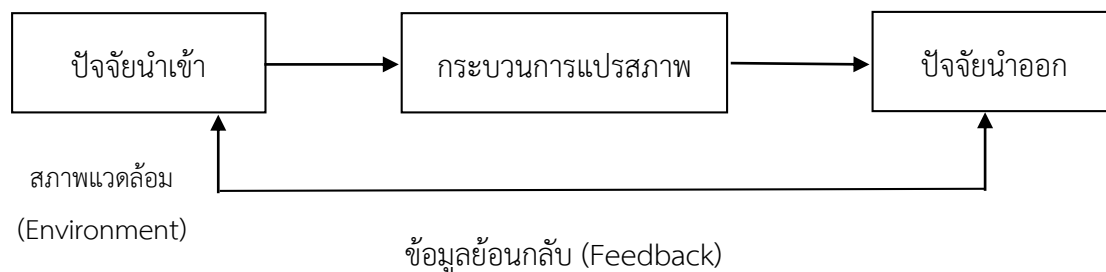 ปัจจัยนำเข้า
กระบวนการแปรสภาพ
ปัจจัยนำออก
สภาพแวดล้อม
(Environment)
ข้อมูลย้อนกลับ (Feedback)